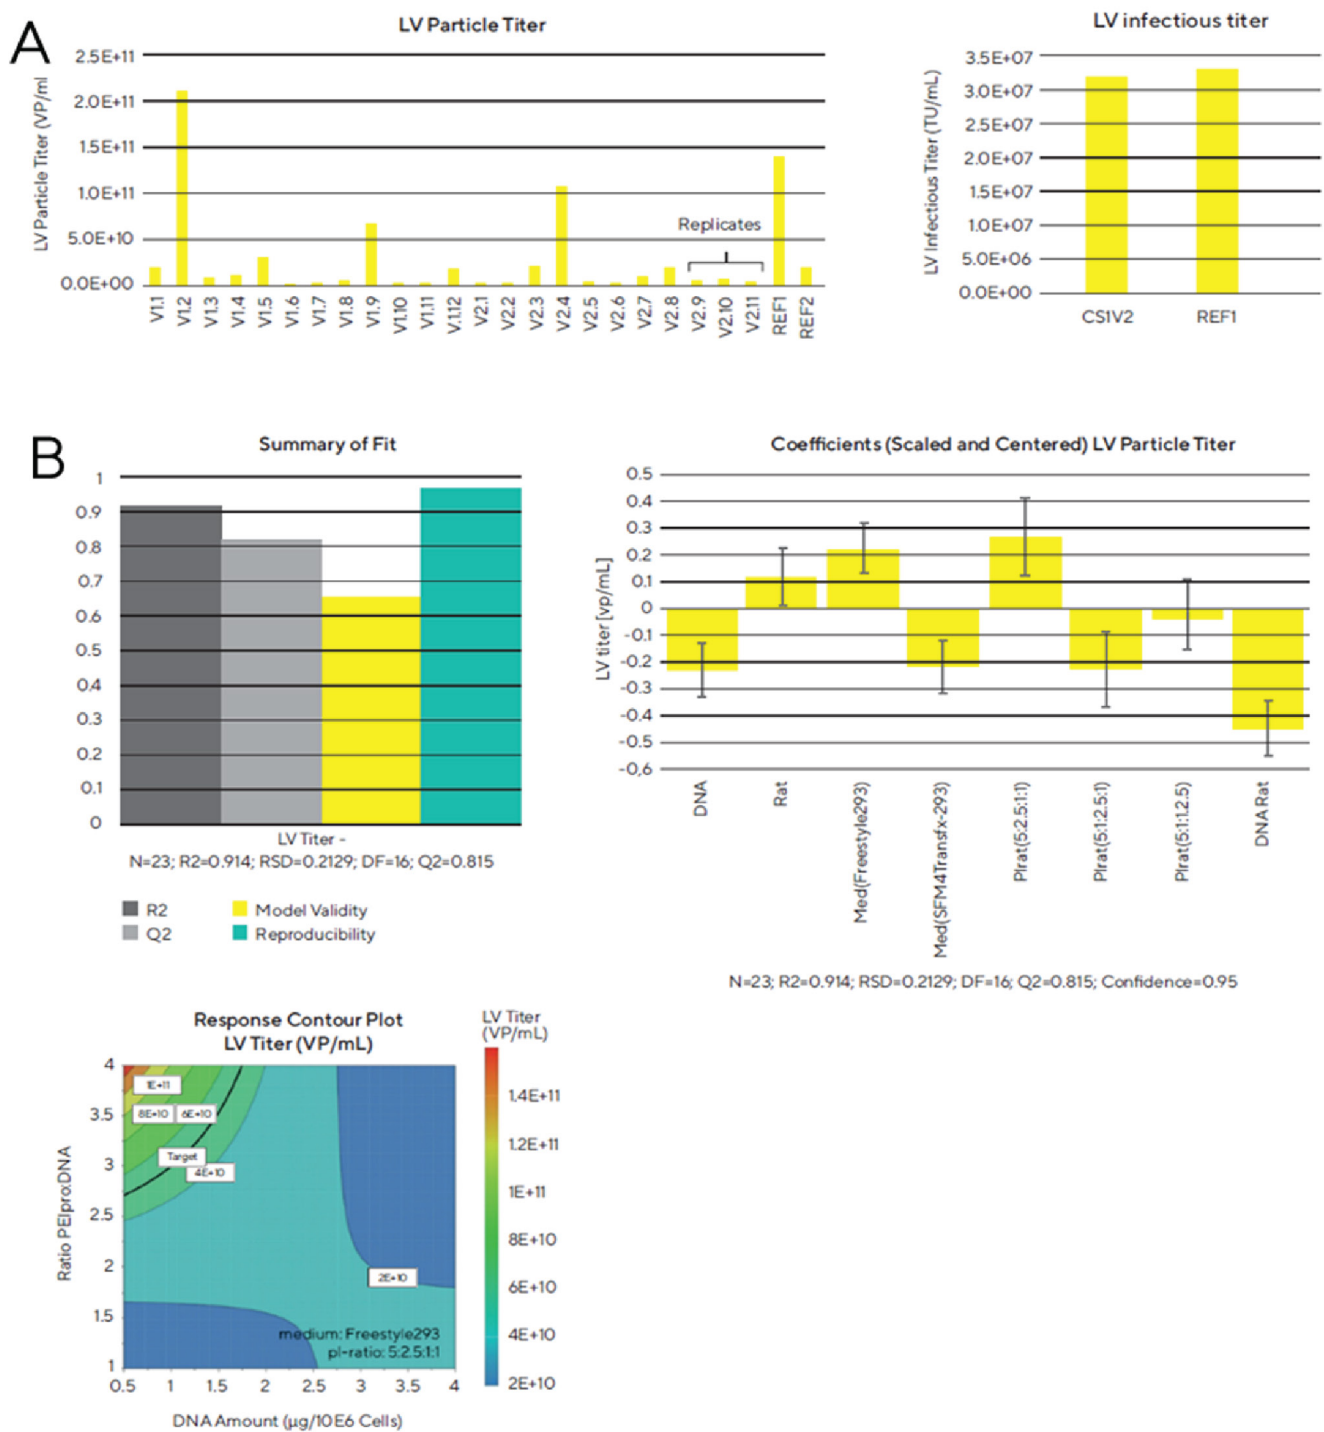 A
LV Particle Titer
LV Particle Titer (VP/ml
2.5E+11
2.0E+11
1.5E+11
1.0E+11
5.0E+10
0.0E+00
Replicates
V1.1 V1.2 V1.3 V1.4 V1.5 V1.6 V1.7 V1.8 V1.9 V1.10 V1.11 V.1.12 V2.1 V2.2 V2.3 V2.4 V2.5 V2.6 V2.7 V2.8 V2.9 V2.10 V2.11 REF1 REF2
LV infectious titer
LV Infectious Titer (TU/mL)
3.5E+07
3.0E+07
2.5E+07
2.0E+07
1.5E+07
1.0E+07
5.0E+06
0.0E+00
CS1V2 REF1
B
Summary of Fit
1
0.9
0.8
0.7
0.6
0.5
0.4
0.3
0.2
0.1
0
LV Titer -
N=23; R2=0.914; RSD=0.2129; DF=16; Q2=0.815
R2
Model Validity
Q2
Reproducibility
Coefficients (Scaled and Centered) LV Particle Titer
LV titer [vp/mL]
0.5
0.4
0.3
0.2
0.1
0
-0.1
-0.2
-0.3
-0.4
-0.5
-0,6
DNA
Rat
Med(Freestyle293)
Med(SFM4Transfx-293)
Plrat(5:2.5:1:1)
Plrat(5:1:2.5:1)
Plrat(5:1:1.2.5)
DNA Rat
N=23; R2=0.914; RSD=0.2129; DF=16; Q2=0.815; Confidence=0.95
Response Contour Plot
LV Titer (VP/mL)
Ratio PEIpro:DNA
4
3.5
3
2.5
2
1.5
1
1E+11
8E+10 6E+10
Target
4E+10
2E+10
medium: Freestyle293
pl-ratio: 5:2.5:1:1
0.5 1 1.5 2 2.5 3 3.5 4
DNA Amount (µg/10E6 Cells)
LV Titer
(VP/mL)
1.4E+11
1.2E+11
1E+11
8E+10
6E+10
4E+10
2E+10